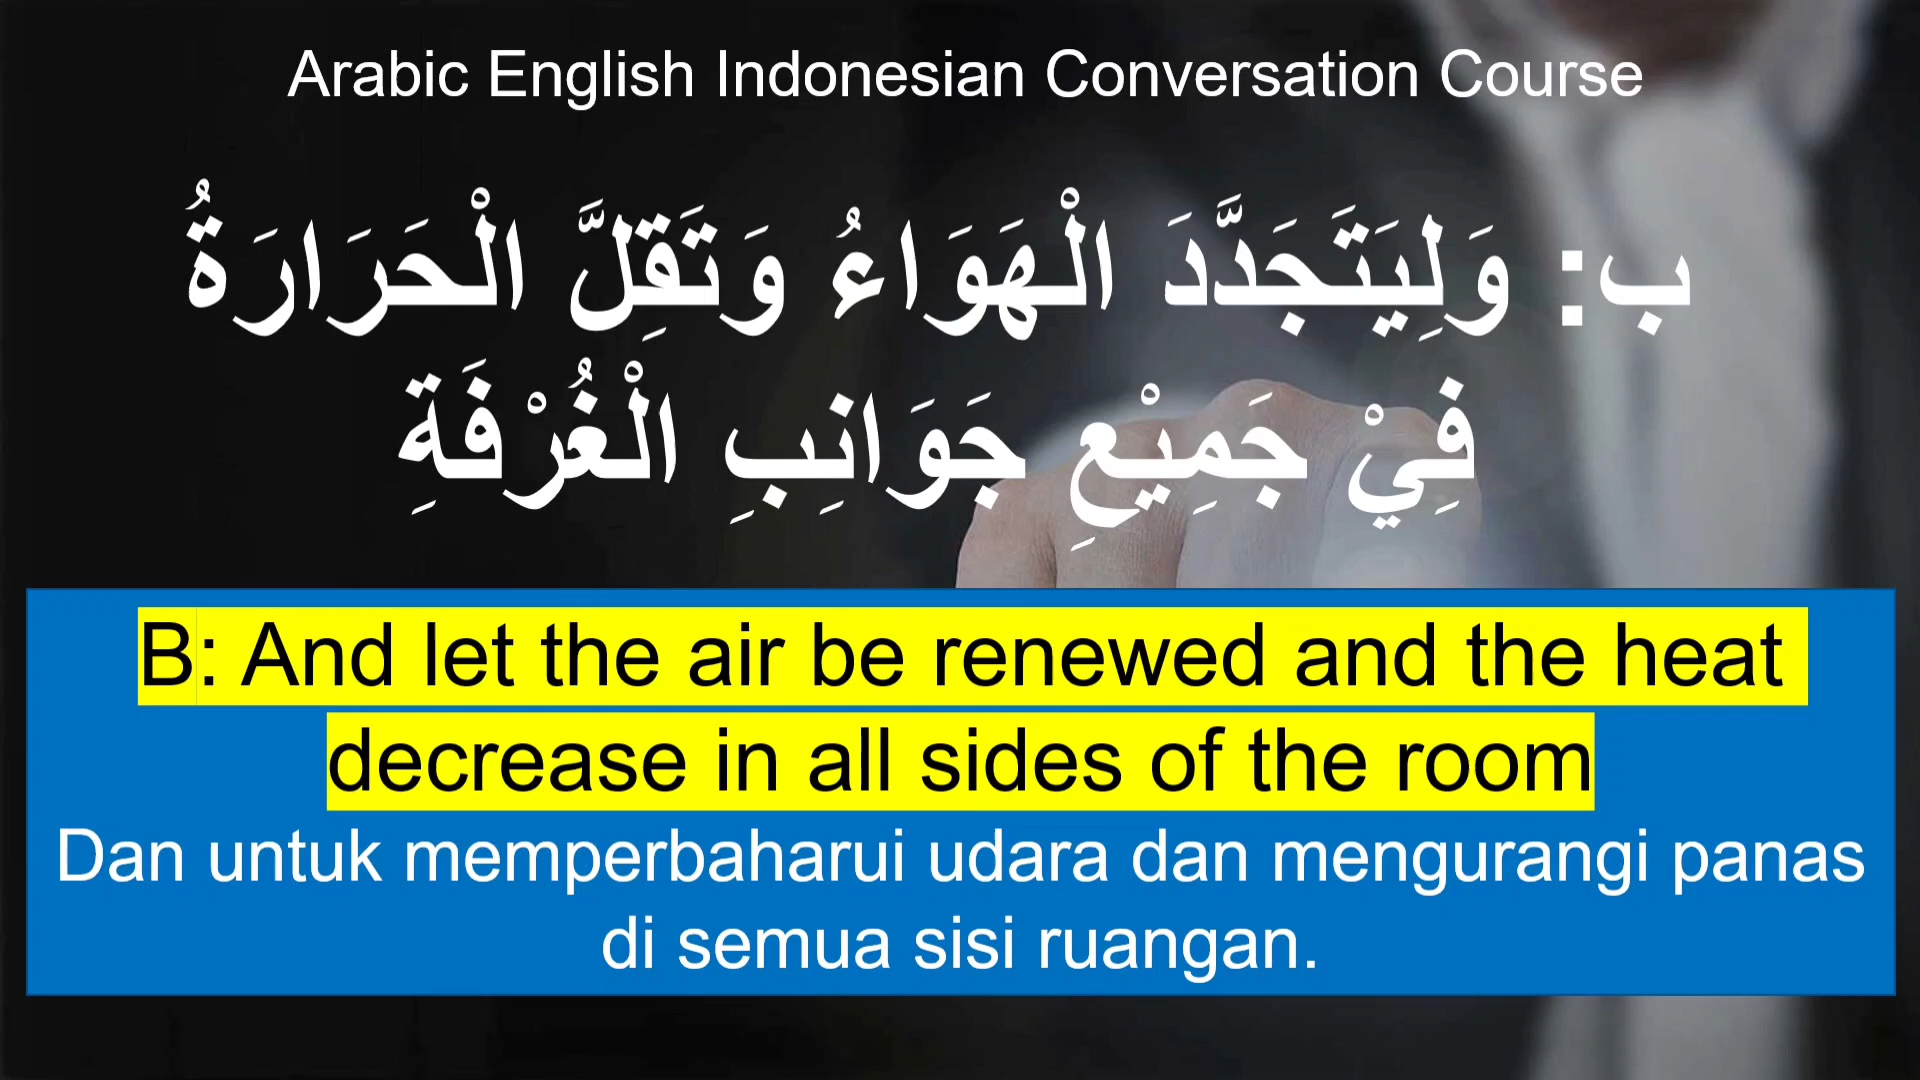 Arabic English Indonesian Conversation Course
ب: وَلِيَتَجَدَّدَ الْهَوَاءُ وَتَقِلَّ الْحَرَارَةُ
فِيْ جَمِيْعِ جَوَانِبِ الْغُرْفَةِ
B: And let the air be renewed and the heat
decrease in all sides of the room
Dan untuk memperbaharui udara dan mengurangi panas
di semua sisi ruangan.